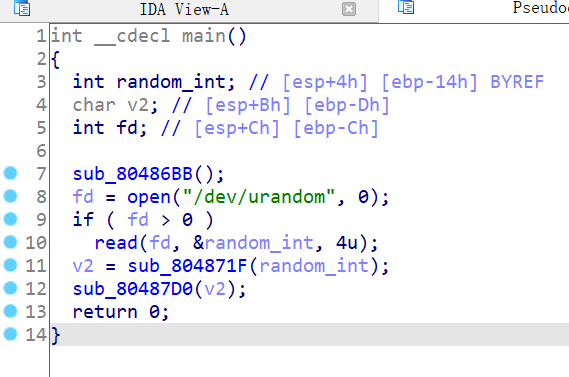 IDA View-A
Pseudoc
1 int __cdecl main()
2 {
3   int random_int; // [esp+4h] [ebp-14h] BYREF
4   char v2; // [esp+Bh] [ebp-Dh]
5   int fd; // [esp+Ch] [ebp-Ch]
6
7   sub_80486BB();
8   fd = open("/dev/urandom", 0);
9   if ( fd > 0 )
10     read(fd, &random_int, 4u);
11   v2 = sub_804871F(random_int);
12   sub_80487D0(v2);
13   return 0;
14 }